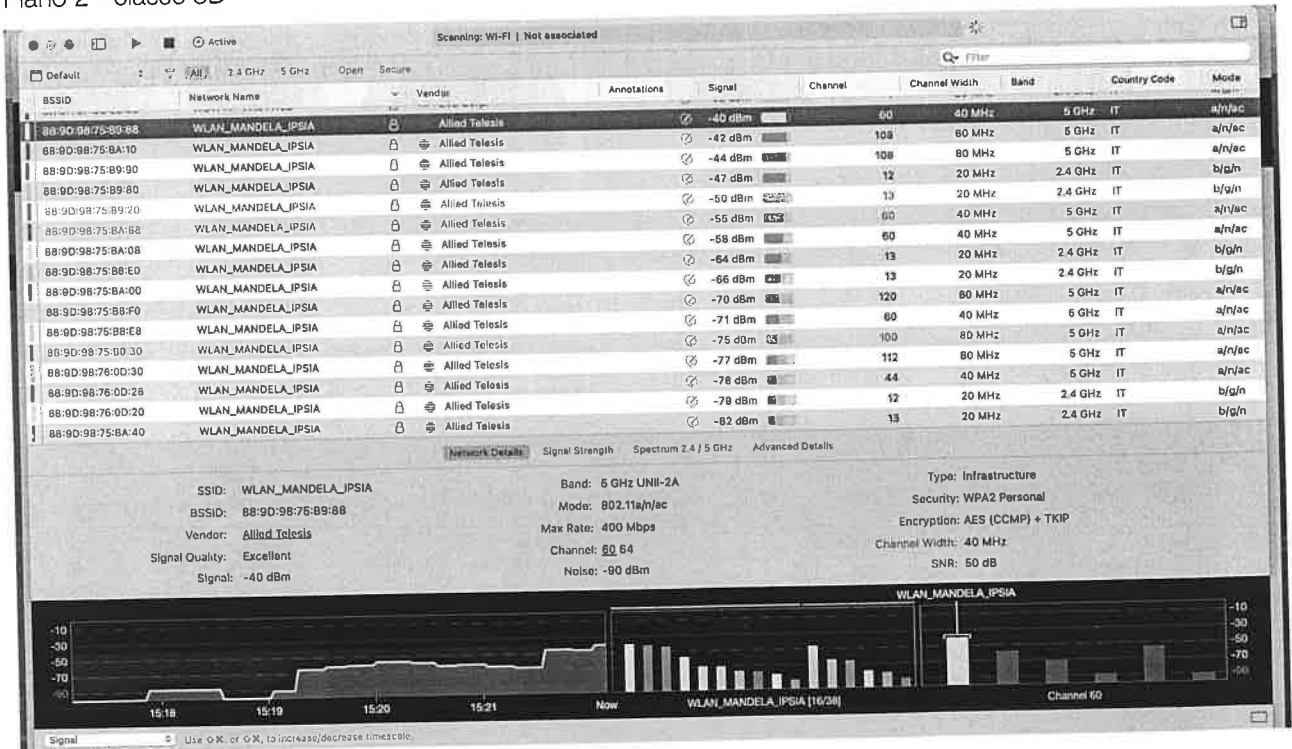 Piano 2 - Classe 3D
Active
Scanning: Wi-Fi | Not associated
Default All 2.4 GHz 5 GHz Open Secure
Filter
BSSID Network Name Vendor Annotations Signal Channel Channel Width Band Country Code Mode
88:9D:98:75:B9:88 WLAN_MANDELA_IPSIA Allied Telesis -40 dBm 60 40 MHz 5 GHz IT a/n/ac
88:9D:98:75:BA:10 WLAN_MANDELA_IPSIA Allied Telesis -42 dBm 108 80 MHz 5 GHz IT a/n/ac
88:9D:98:75:B9:90 WLAN_MANDELA_IPSIA Allied Telesis -44 dBm 108 80 MHz 5 GHz IT a/n/ac
88:9D:98:75:B9:80 WLAN_MANDELA_IPSIA Allied Telesis -47 dBm 12 20 MHz 2.4 GHz IT b/g/n
88:9D:98:75:B9:20 WLAN_MANDELA_IPSIA Allied Telesis -50 dBm 13 20 MHz 2.4 GHz IT b/g/n
88:9D:98:75:BA:68 WLAN_MANDELA_IPSIA Allied Telesis -55 dBm 60 40 MHz 5 GHz IT a/n/ac
88:9D:98:75:BA:08 WLAN_MANDELA_IPSIA Allied Telesis -58 dBm 60 40 MHz 5 GHz IT a/n/ac
88:9D:98:75:B8:E0 WLAN_MANDELA_IPSIA Allied Telesis -64 dBm 13 20 MHz 2.4 GHz IT b/g/n
88:9D:98:75:BA:00 WLAN_MANDELA_IPSIA Allied Telesis -66 dBm 13 20 MHz 2.4 GHz IT b/g/n
88:9D:98:75:B8:F0 WLAN_MANDELA_IPSIA Allied Telesis -70 dBm 120 80 MHz 5 GHz IT a/n/ac
88:9D:98:75:B8:E8 WLAN_MANDELA_IPSIA Allied Telesis -71 dBm 60 40 MHz 5 GHz IT a/n/ac
WLAN_MANDELA_IPSIA Allied Telesis -75 dBm 100 80 MHz 5 GHz IT a/n/ac
88:9D:98:76:0D:30 WLAN_MANDELA_IPSIA Allied Telesis -77 dBm 112 80 MHz 5 GHz IT a/n/ac
88:9D:98:76:0D:28 WLAN_MANDELA_IPSIA Allied Telesis -78 dBm 44 40 MHz 5 GHz IT a/n/ac
88:9D:98:76:0D:20 WLAN_MANDELA_IPSIA Allied Telesis -79 dBm 12 20 MHz 2.4 GHz IT b/g/n
88:9D:98:75:BA:40 WLAN_MANDELA_IPSIA Allied Telesis -82 dBm 13 20 MHz 2.4 GHz IT b/g/n
Network Details Signal Strength Spectrum 2.4 / 5 GHz Advanced Details
SSID: WLAN_MANDELA_IPSIA
BSSID: 88:9D:98:75:B9:88
Vendor: Allied Telesis
Signal Quality: Excellent
Signal: -40 dBm
Band: 5 GHz UNII-2A
Mode: 802.11a/n/ac
Max Rate: 400 Mbps
Channel: 60 64
Noise: -90 dBm
Type: Infrastructure
Security: WPA2 Personal
Encryption: AES (CCMP) + TKIP
Channel Width: 40 MHz
SNR: 50 dB
WLAN_MANDELA_IPSIA
-10 -10
-30 -30
-50 -50
-70 -70
-90 -90
15:18 15:19 15:20 15:21 Now WLAN_MANDELA_IPSIA [16/38] Channel 60
Signal Use ⇧⌘, or ⇧⌘, to increase/decrease timescale.